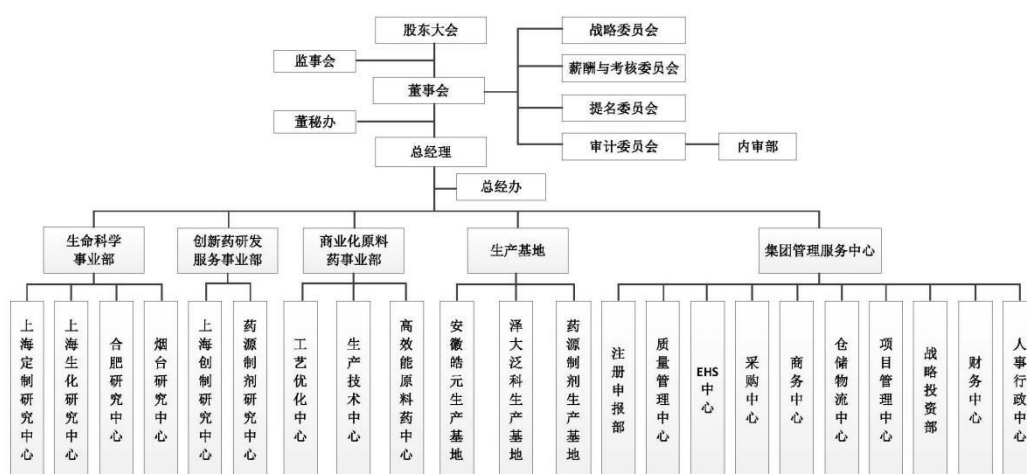 股东大会
战略委员会
监事会
薪酬与考核委员会
董事会
提名委员会
董秘办
审计委员会
内审部
总经理
总经办
生命科学
事业部
创新药研发
服务事业部
商业化原料
药事业部
生产基地
集团管理服务中心
上海定制研究中心
上海生化研究中心
合肥研究中心
烟台研究中心
上海创制研究中心
药源制剂研究中心
工艺优化中心
生产技术中心
高效能原料药中心
安徽皓元生产基地
泽大泛科生产基地
药源制剂生产基地
注册申报部
质量管理中心
EHS中心
采购中心
商务中心
仓储物流中心
项目管理中心
战略投资部
财务中心
人事行政中心